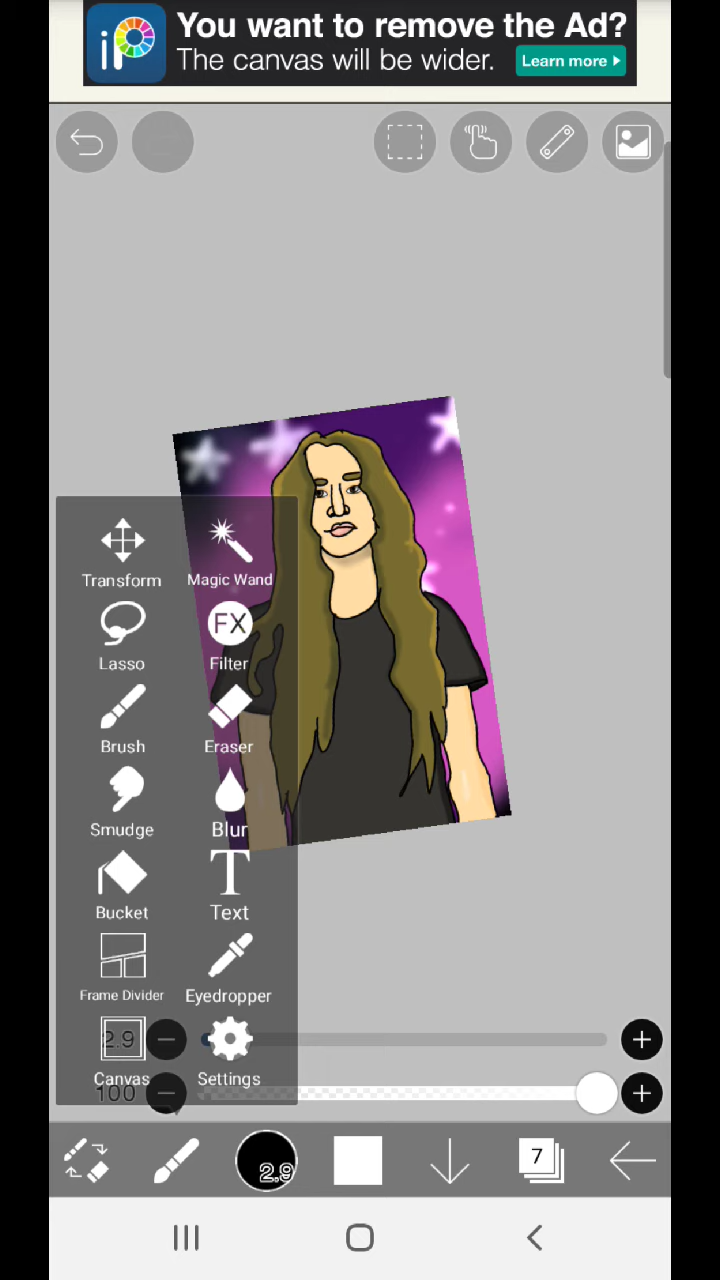 iP
You want to remove the Ad?
The canvas will be wider.
Learn more
Transform
Magic Wand
Lasso
FX
Filter
Brush
Eraser
Smudge
Blur
Bucket
T
Text
Frame Divider
Eyedropper
2.9
Canvas
Settings
100
2.9
7